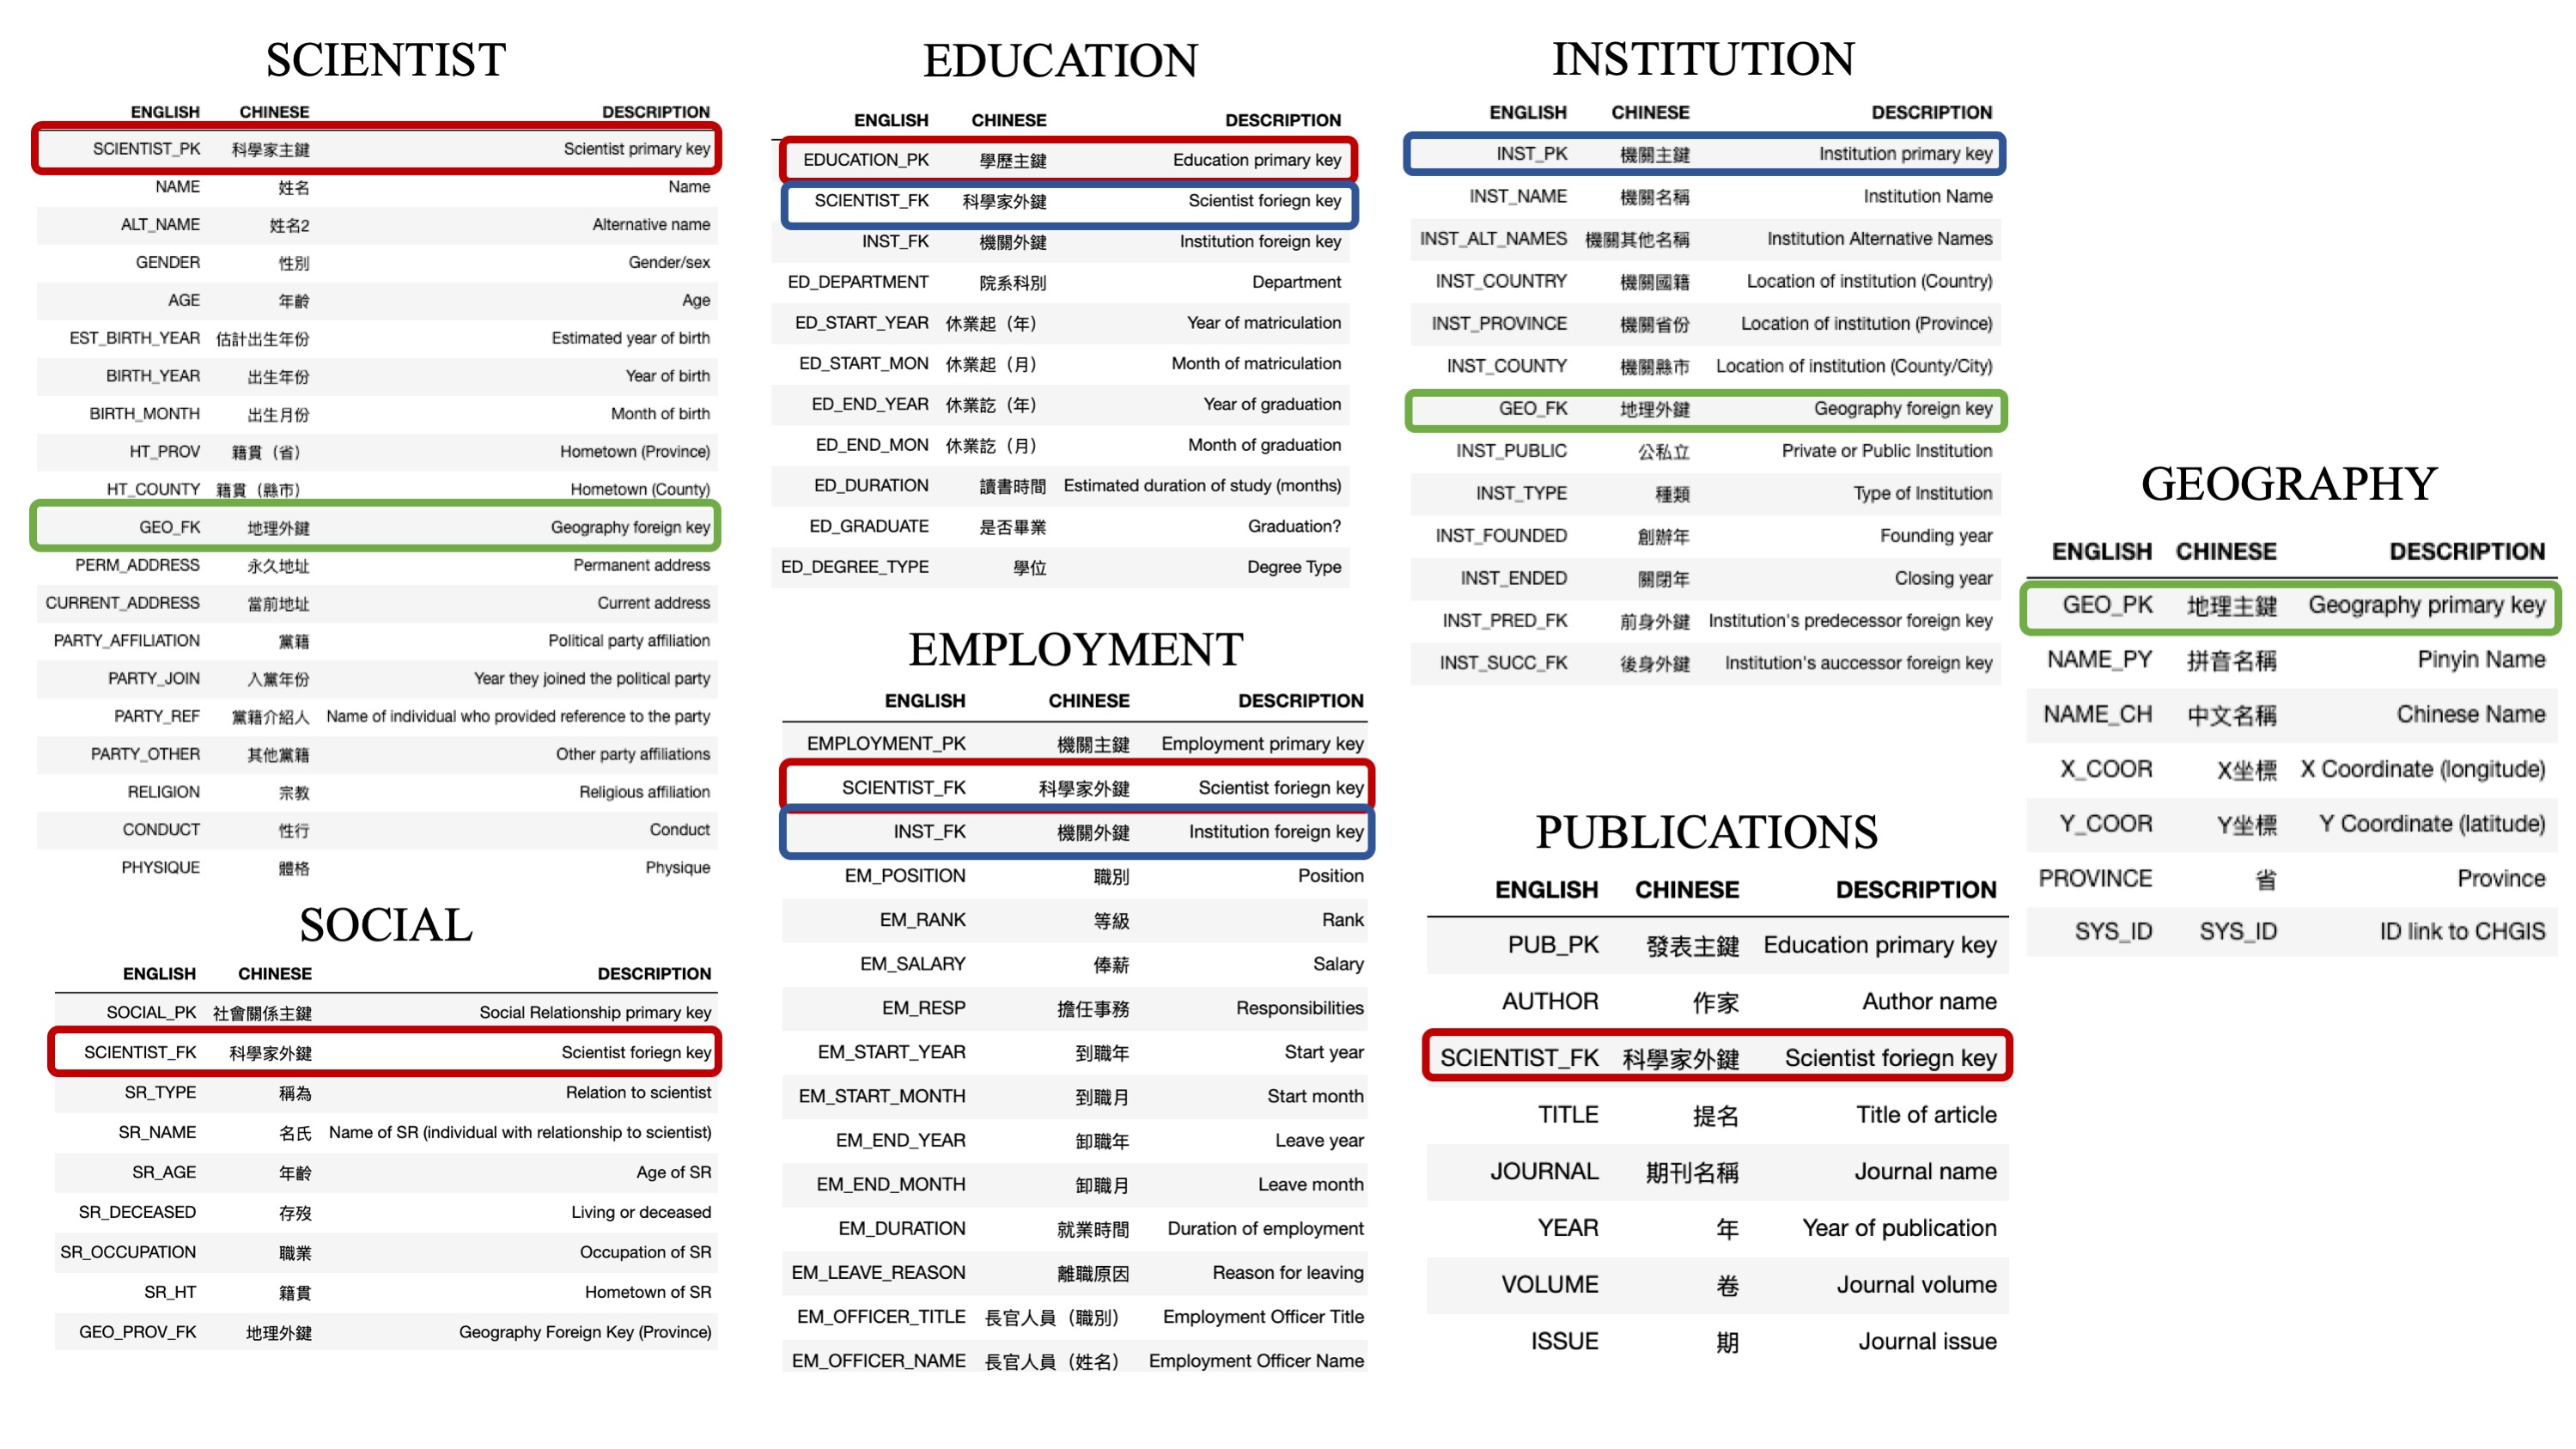 SCIENTIST
ENGLISH CHINESE DESCRIPTION
SCIENTIST_PK 科學家主鍵 Scientist primary key
NAME 姓名 Name
ALT_NAME 姓名2 Alternative name
GENDER 性別 Gender/sex
AGE 年齡 Age
EST_BIRTH_YEAR 估計出生年份 Estimated year of birth
BIRTH_YEAR 出生年份 Year of birth
BIRTH_MONTH 出生月份 Month of birth
HT_PROV 籍貫（省） Hometown (Province)
HT_COUNTY 籍貫（縣市） Hometown (County)
GEO_FK 地理外鍵 Geography foreign key
PERM_ADDRESS 永久地址 Permanent address
CURRENT_ADDRESS 當前地址 Current address
PARTY_AFFILIATION 黨籍 Political party affiliation
PARTY_JOIN 入黨年份 Year they joined the political party
PARTY_REF 黨籍介紹人 Name of individual who provided reference to the party
PARTY_OTHER 其他黨籍 Other party affiliations
RELIGION 宗教 Religious affiliation
CONDUCT 性行 Conduct
PHYSIQUE 體格 Physique
SOCIAL
ENGLISH CHINESE DESCRIPTION
SOCIAL_PK 社會關係主鍵 Social Relationship primary key
SCIENTIST_FK 科學家外鍵 Scientist foriegn key
SR_TYPE 稱為 Relation to scientist
SR_NAME 名氏 Name of SR (individual with relationship to scientist)
SR_AGE 年齡 Age of SR
SR_DECEASED 存歿 Living or deceased
SR_OCCUPATION 職業 Occupation of SR
SR_HT 籍貫 Hometown of SR
GEO_PROV_FK 地理外鍵 Geography Foreign Key (Province)
EDUCATION
ENGLISH CHINESE DESCRIPTION
EDUCATION_PK 學歷主鍵 Education primary key
SCIENTIST_FK 科學家外鍵 Scientist foriegn key
INST_FK 機關外鍵 Institution foreign key
ED_DEPARTMENT 院系科別 Department
ED_START_YEAR 休業起（年） Year of matriculation
ED_START_MON 休業起（月） Month of matriculation
ED_END_YEAR 休業訖（年） Year of graduation
ED_END_MON 休業訖（月） Month of graduation
ED_DURATION 讀書時間 Estimated duration of study (months)
ED_GRADUATE 是否畢業 Graduation?
ED_DEGREE_TYPE 學位 Degree Type
EMPLOYMENT
ENGLISH CHINESE DESCRIPTION
EMPLOYMENT_PK 機關主鍵 Employment primary key
SCIENTIST_FK 科學家外鍵 Scientist foriegn key
INST_FK 機關外鍵 Institution foreign key
EM_POSITION 職別 Position
EM_RANK 等級 Rank
EM_SALARY 俸薪 Salary
EM_RESP 擔任事務 Responsibilities
EM_START_YEAR 到職年 Start year
EM_START_MONTH 到職月 Start month
EM_END_YEAR 卸職年 Leave year
EM_END_MONTH 卸職月 Leave month
EM_DURATION 就業時間 Duration of employment
EM_LEAVE_REASON 離職原因 Reason for leaving
EM_OFFICER_TITLE 長官人員（職別） Employment Officer Title
EM_OFFICER_NAME 長官人員（姓名） Employment Officer Name
INSTITUTION
ENGLISH CHINESE DESCRIPTION
INST_PK 機關主鍵 Institution primary key
INST_NAME 機關名稱 Institution Name
INST_ALT_NAMES 機關其他名稱 Institution Alternative Names
INST_COUNTRY 機關國籍 Location of institution (Country)
INST_PROVINCE 機關省份 Location of institution (Province)
INST_COUNTY 機關縣市 Location of institution (County/City)
GEO_FK 地理外鍵 Geography foreign key
INST_PUBLIC 公私立 Private or Public Institution
INST_TYPE 種類 Type of Institution
INST_FOUNDED 創辦年 Founding year
INST_ENDED 關閉年 Closing year
INST_PRED_FK 前身外鍵 Institution's predecessor foreign key
INST_SUCC_FK 後身外鍵 Institution's auccessor foreign key
PUBLICATIONS
ENGLISH CHINESE DESCRIPTION
PUB_PK 發表主鍵 Education primary key
AUTHOR 作家 Author name
SCIENTIST_FK 科學家外鍵 Scientist foriegn key
TITLE 提名 Title of article
JOURNAL 期刊名稱 Journal name
YEAR 年 Year of publication
VOLUME 卷 Journal volume
ISSUE 期 Journal issue
GEOGRAPHY
ENGLISH CHINESE DESCRIPTION
GEO_PK 地理主鍵 Geography primary key
NAME_PY 拼音名稱 Pinyin Name
NAME_CH 中文名稱 Chinese Name
X_COOR X坐標 X Coordinate (longitude)
Y_COOR Y坐標 Y Coordinate (latitude)
PROVINCE 省 Province
SYS_ID SYS_ID ID link to CHGIS